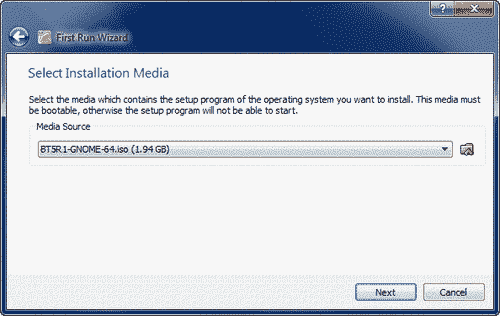 First Run Wizard
Select Installation Media
Select the media which contains the setup program of the operating system you want to install. This media must
be bootable, otherwise the setup program will not be able to start.
Media Source
BT5R1-GNOME-64.iso (1.94 GB)
Next
Cancel